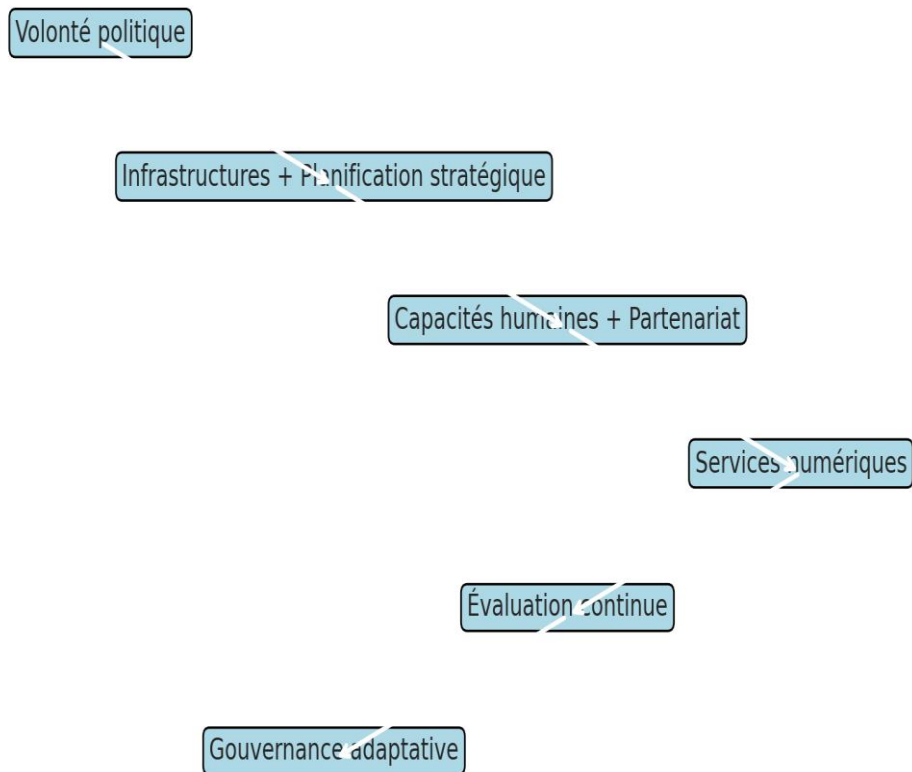 Volonté politique
Infrastructures + Planification stratégique
Capacités humaines + Partenariat
Services numériques
Évaluation continue
Gouvernance adaptative